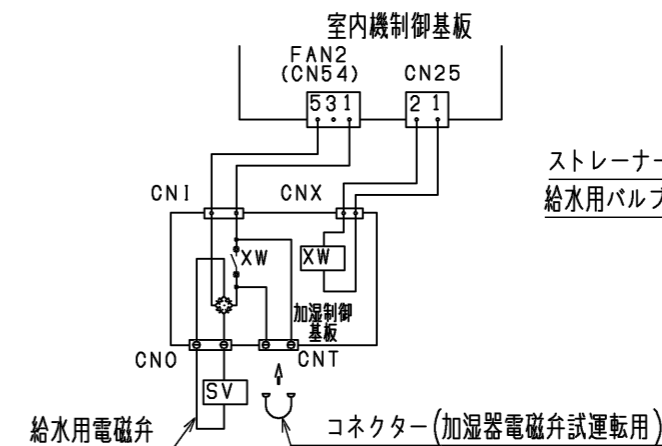 室内機制御基板
FAN2
(CN54)
CN25
531
21
ストレーナー
給水用バルブ
CNI
CNX
XW
XW
加湿制御
基板
CNO
CNT
SV
給水用電磁弁
コネクター(加湿器電磁弁試運転用)